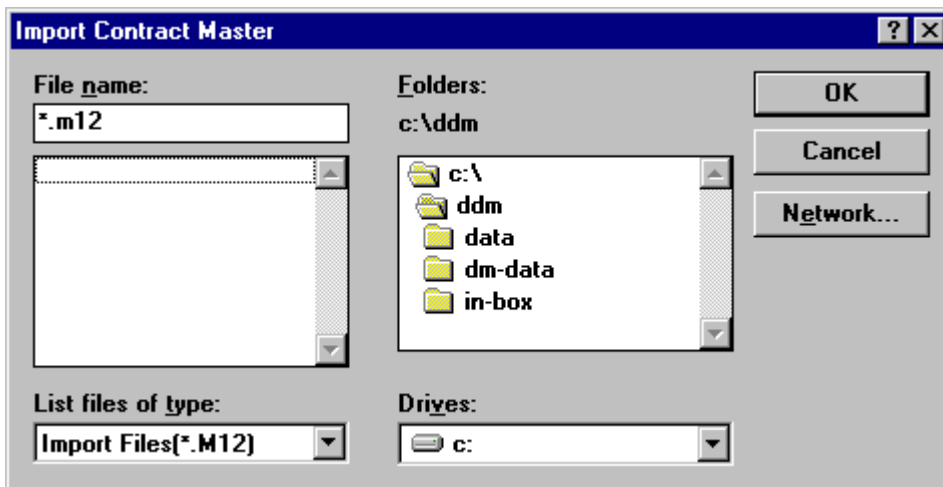 Import Contract Master
File name:
*.m12
List files of type:
Import Files(*.M12)
Folders:
c:\ddm
c:\
ddm
data
dm-data
in-box
Drives:
c:
OK
Cancel
Network...